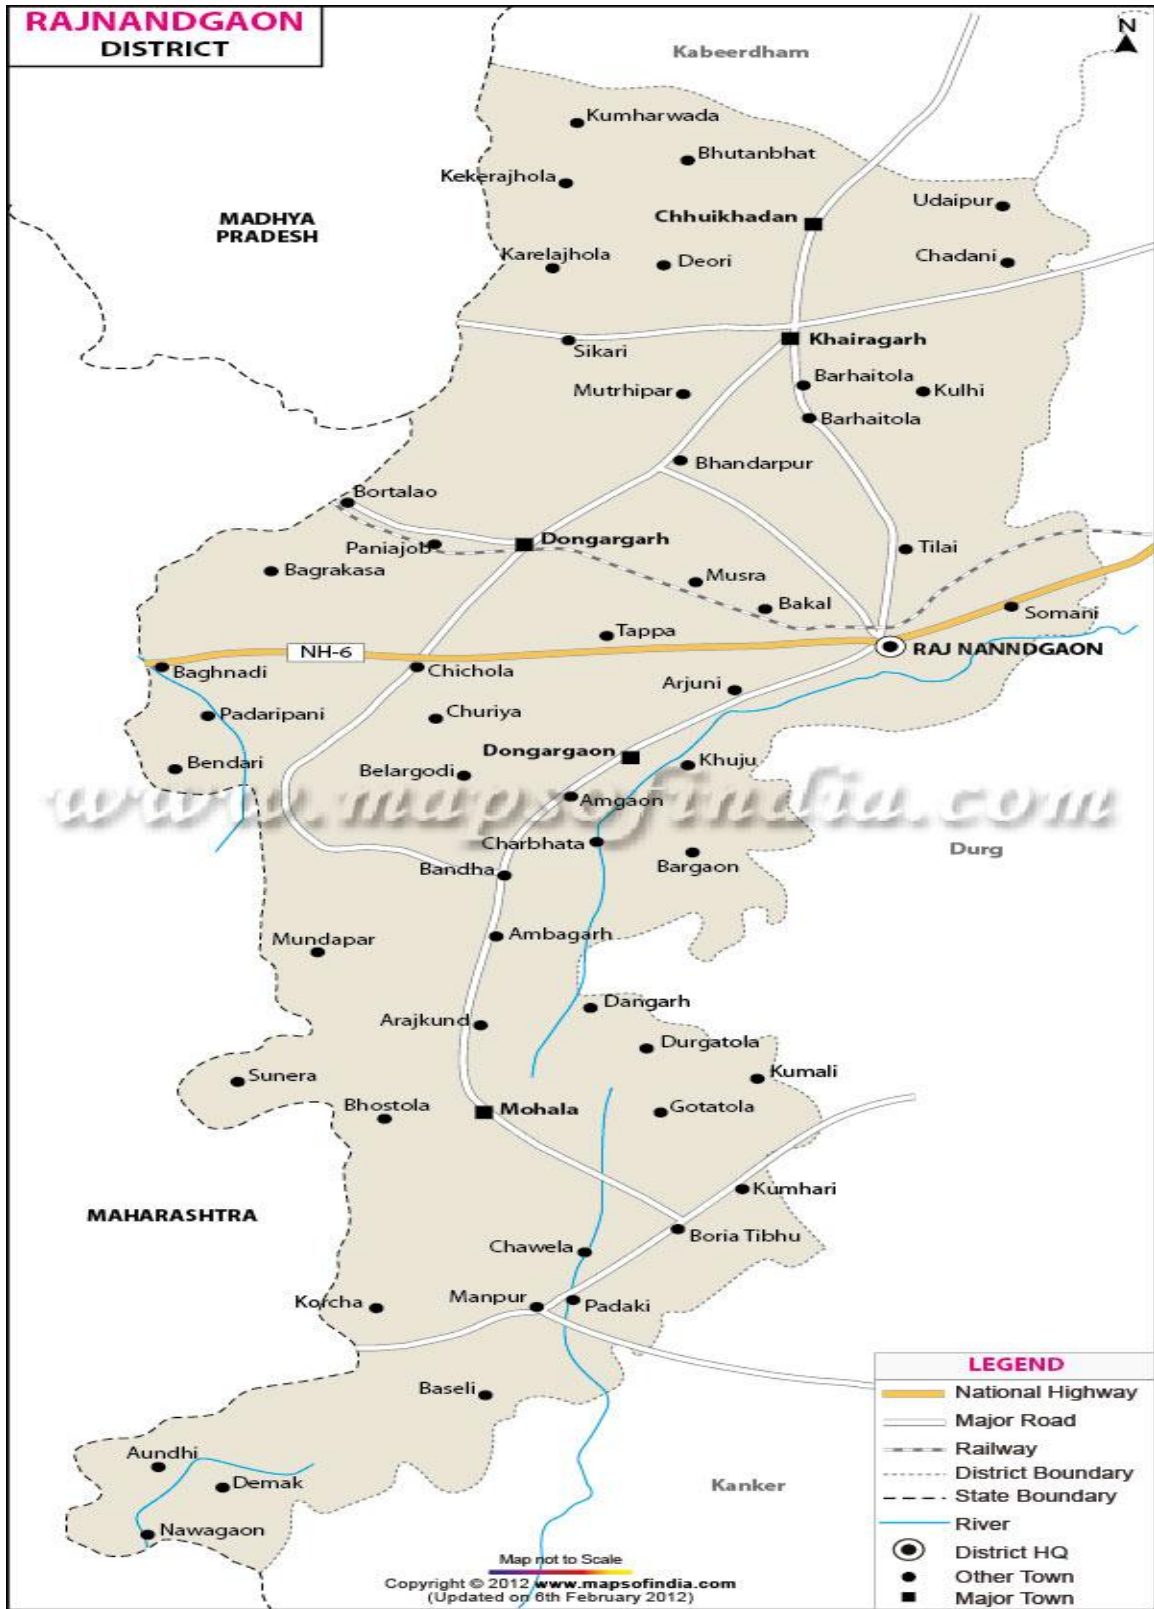 RAJNANDGAON
DISTRICT
N
Kabeerdham
Kumharwada
Bhutanbhat
Kekerajhola
Udaipur
MADHYA
PRADESH
Chhuikhadan
Karelajhola
Deori
Chadani
Khairagarh
Sikari
Barhaitola
Mutrhipar
Kulhi
Barhaitola
Bhandarpur
Bortalao
Dongargarh
Paniajob
Tilai
Bagrakasa
Musra
Bakal
Somani
Tappa
NH-6
RAJ NANNDGAON
Baghnadi
Chichola
Arjuni
Padaripani
Churiya
Dongargaon
Khuju
Bendari
Belargodi
www.mapsofindia.com
Amgaon
Charbhata
Durg
Bandha
Bargaon
Ambagarh
Mundapar
Dangarh
Arajkund
Durgatola
Sunera
Kumali
Bhostola
Mohala
Gotatola
Kumhari
MAHARASHTRA
Boria Tibhu
Chawela
Korcha
Manpur
Padaki
Baseli
Aundhi
Demak
Kanker
Nawagaon
LEGEND
National Highway
Major Road
Railway
District Boundary
State Boundary
River
District HQ
Other Town
Major Town
Map not to Scale
Copyright © 2012 www.mapsofindia.com
(Updated on 6th February 2012)